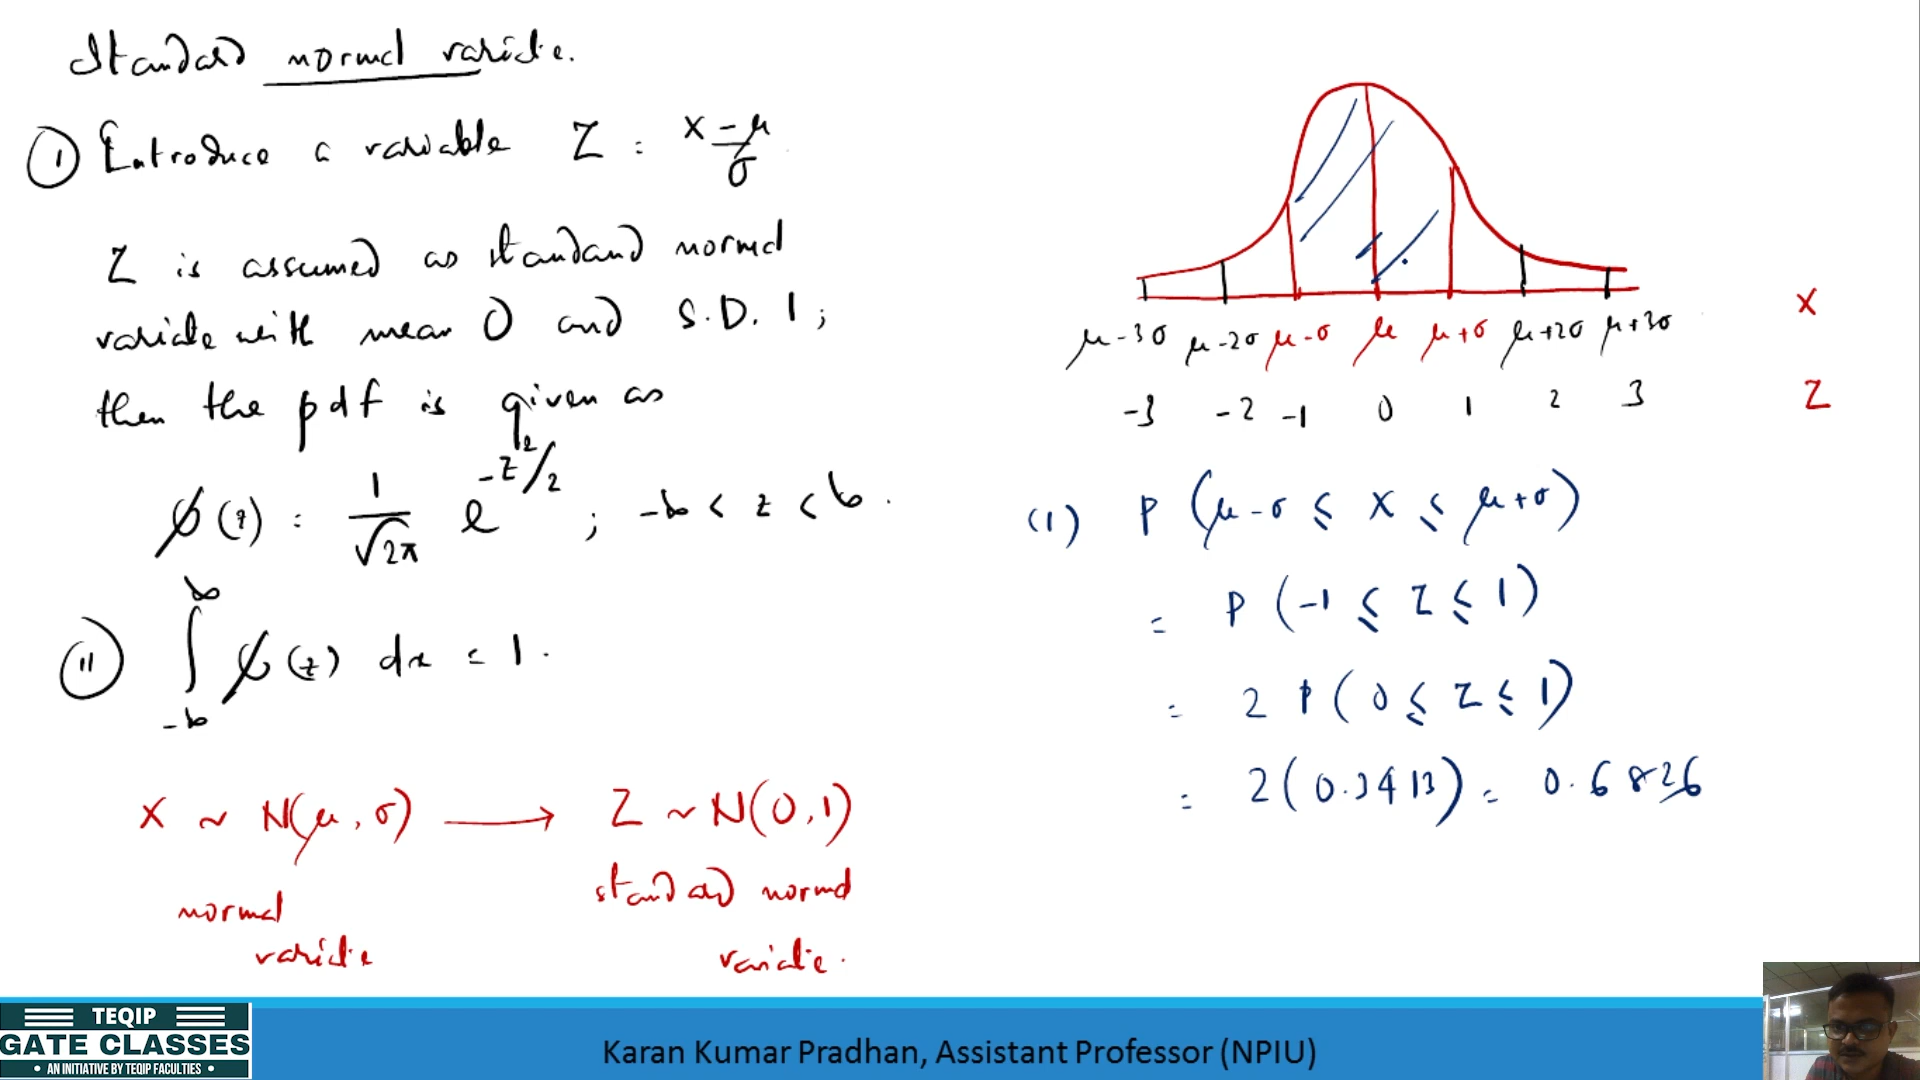 Standard normal variate.
(I) Introduce a variable Z = X - μ / σ
Z is assumed as standard normal
variate with mean 0 and S.D. 1;
then the pdf is given as
ϕ(z) = 1/√2π e^-z²/2 ; -∞ < z < ∞.
(II) ∫_-∞^∞ ϕ(z) dx = 1.
X ~ N(μ, σ) ⟶ Z ~ N(0,1)
normal variate
standard normal variate.
μ-3σ μ-2σ μ-σ μ μ+σ μ+2σ μ+3σ X
-3 -2 -1 0 1 2 3 Z
(1) P (μ-σ ≤ X ≤ μ+σ)
= P (-1 ≤ Z ≤ 1)
= 2 P (0 ≤ Z ≤ 1)
= 2 (0.3413) = 0.6826
TEQIP
GATE CLASSES
• AN INITIATIVE BY TEQIP FACULTIES •
Karan Kumar Pradhan, Assistant Professor (NPIU)